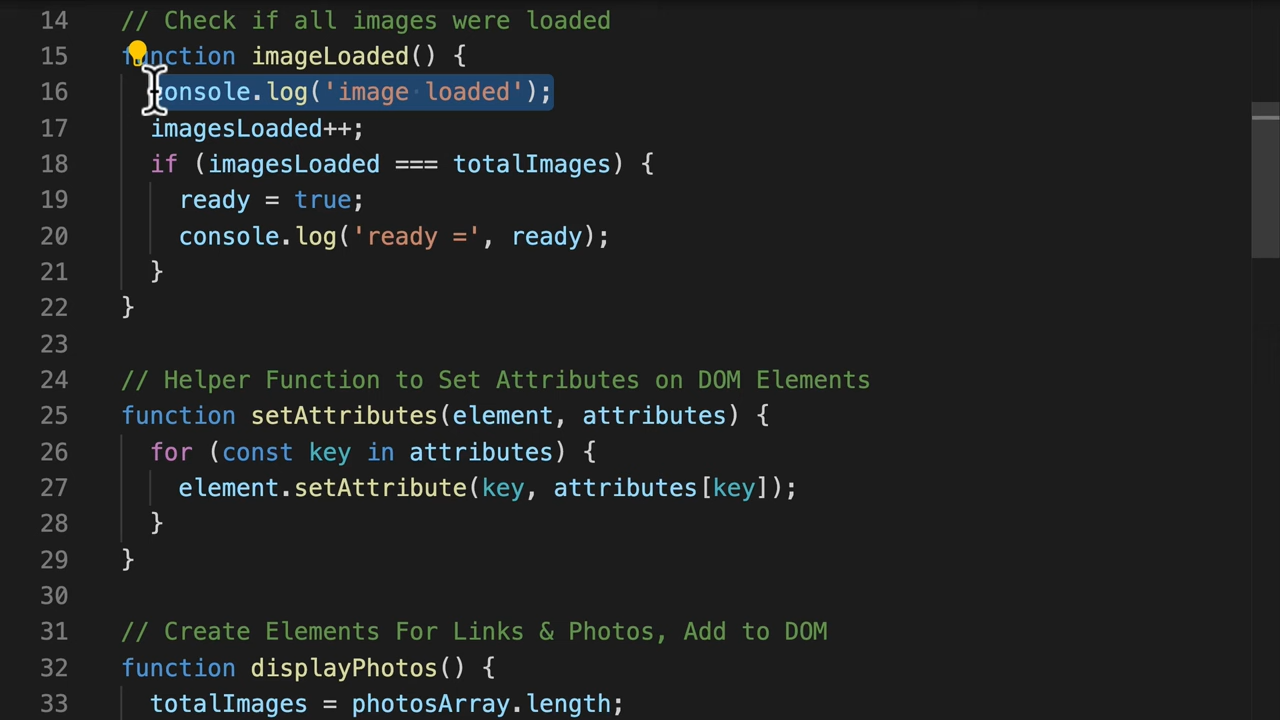 14 // Check if all images were loaded
15 function imageLoaded() {
16 console.log('image loaded');
17 imagesLoaded++;
18 if (imagesLoaded === totalImages) {
19 ready = true;
20 console.log('ready =', ready);
21 }
22 }
23
24 // Helper Function to Set Attributes on DOM Elements
25 function setAttributes(element, attributes) {
26 for (const key in attributes) {
27 element.setAttribute(key, attributes[key]);
28 }
29 }
30
31 // Create Elements For Links & Photos, Add to DOM
32 function displayPhotos() {
33 totalImages = photosArray.length;